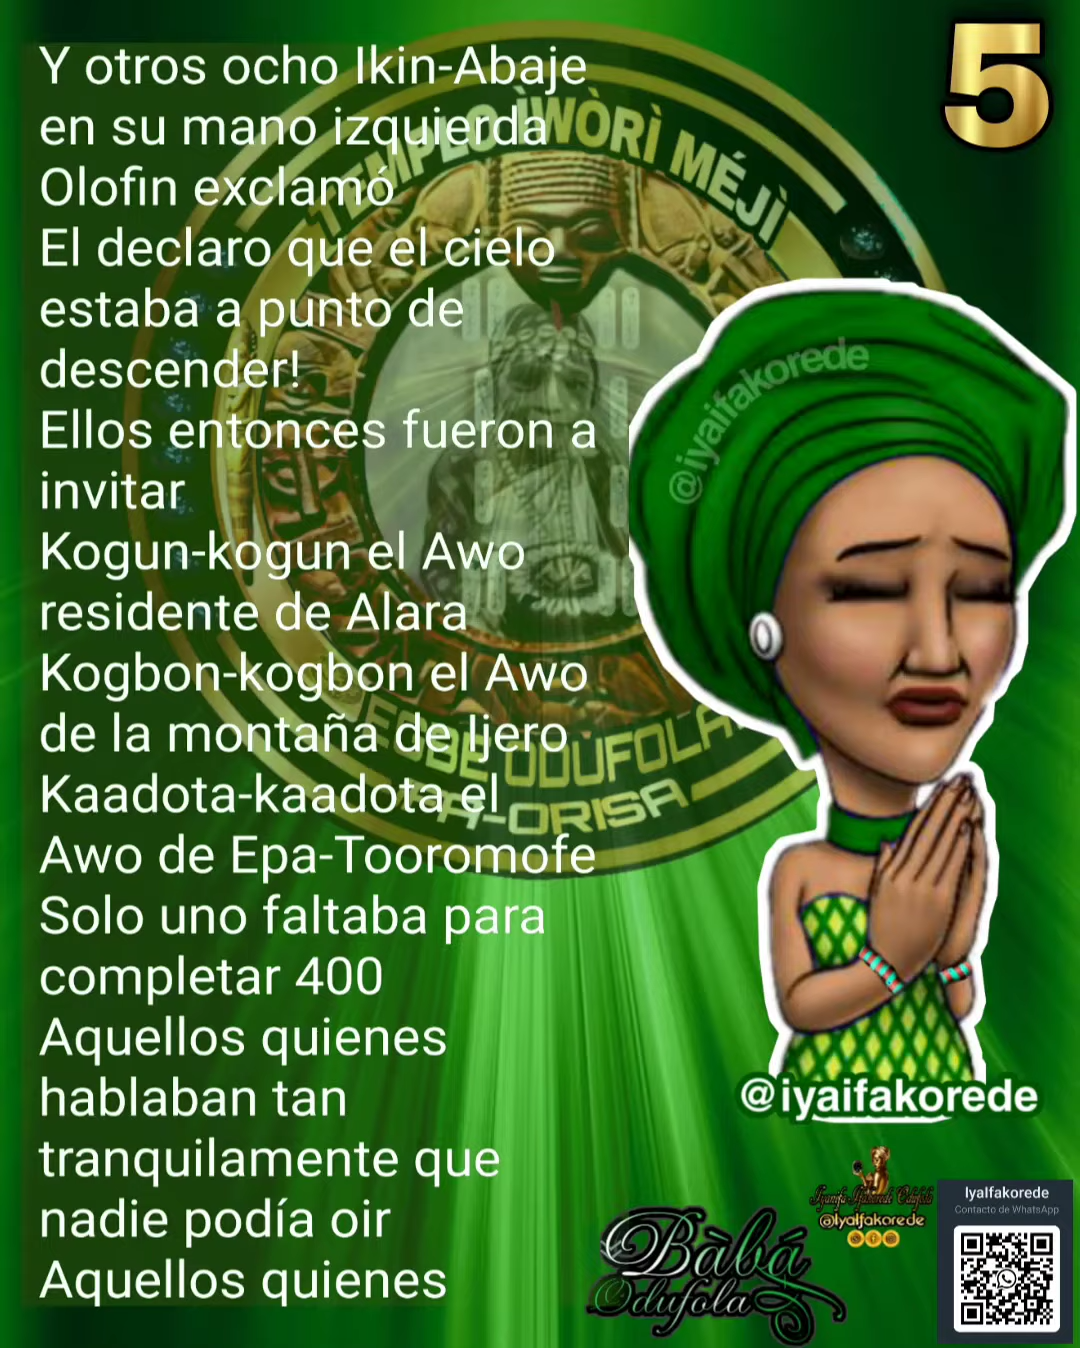 5
Y otros ocho Ikin-Abaje
en su mano izquierda
Olofin exclamó
El declaro que el cielo
estaba a punto de
descender!
Ellos entonces fueron a
invitar
Kogun-kogun el Awo
residente de Alara
Kogbon-kogbon el Awo
de la montaña de Ijero
Kaadota-kaadota el
Awo de Epa-Tooromofe
Solo uno faltaba para
completar 400
Aquellos quienes
hablaban tan
tranquilamente que
nadie podía oir
Aquellos quienes
TEMPLO ÌWÒRÌ MÉJÌ
EGBE ODUFOLA
A-ORISA
@iyaifakorede
@iyaifakorede
Bàbá
Odufola
@Iyalfakorede
Iyalfakorede
Contacto de WhatsApp